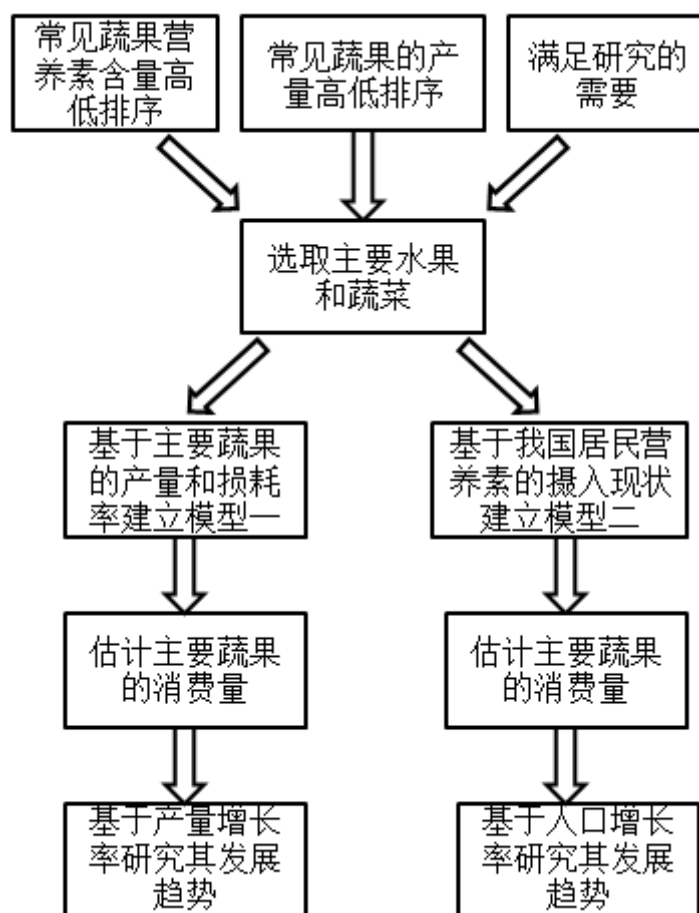 常见蔬果营
养素含量高
低排序
常见蔬果的产
量高低排序
满足研究的
需要
选取主要水果
和蔬菜
基于主要蔬果
的产量和损耗
率建立模型一
基于我国居民营
养素的摄入现状
建立模型二
估计主要蔬果
的消费量
估计主要蔬果
的消费量
基于产量增长
率研究其发展
趋势
基于人口增长
率研究其发展
趋势